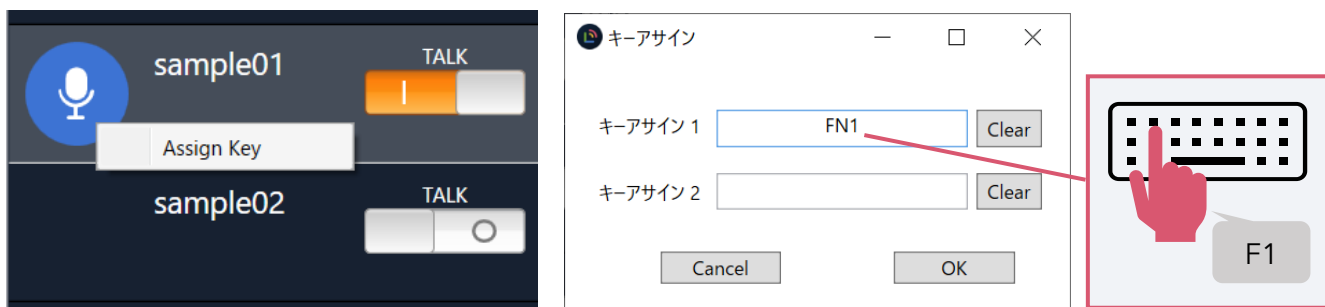 sample01
TALK
Assign Key
sample02
TALK
キーアサイン
キーアサイン 1
FN1
Clear
キーアサイン 2
Clear
Cancel
OK
F1